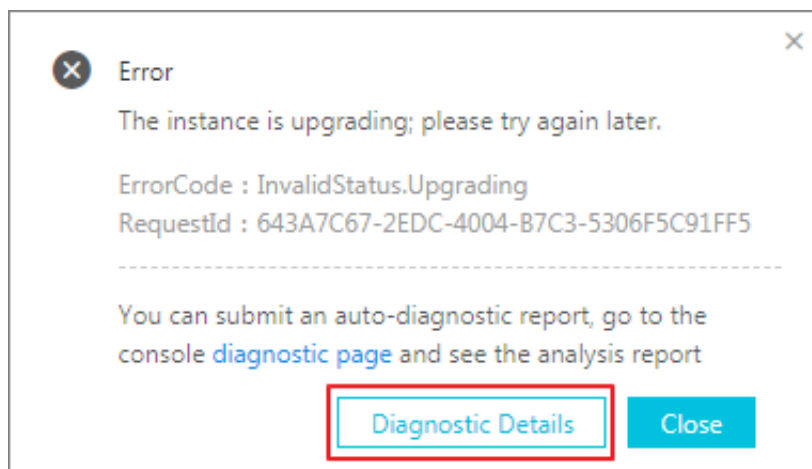 Error
The instance is upgrading; please try again later.
ErrorCode : InvalidStatus.Upgrading
RequestId : 643A7C67-2EDC-4004-B7C3-5306F5C91FF5
You can submit an auto-diagnostic report, go to the
console diagnostic page and see the analysis report
Diagnostic Details
Close